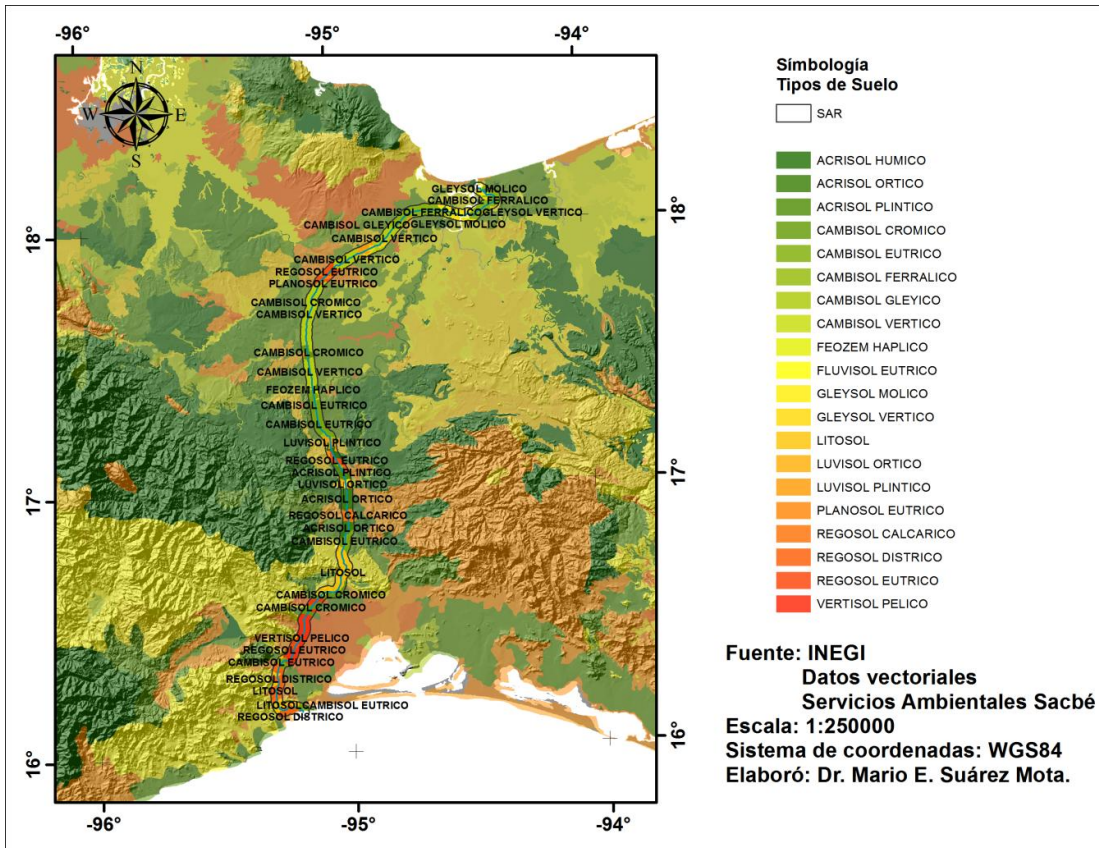 -96° -95° -94°
N
W E
S
18° 18°
17° 17°
16° 16°
-96° -95° -94°
GLEYSOL MOLICO
CAMBISOL FERRALICO
CAMBISOL FERRALICO GLEYSOL VERTICO
CAMBISOL GLEYICO GLEYSOL MOLICO
CAMBISOL VERTICO
CAMBISOL VERTICO
REGOSOL EUTRICO
PLANOSOL EUTRICO
CAMBISOL CROMICO
CAMBISOL VERTICO
CAMBISOL CROMICO
CAMBISOL VERTICO
FEOZEM HAPLICO
CAMBISOL EUTRICO
CAMBISOL EUTRICO
LUVISOL PLINTICO
REGOSOL EUTRICO
ACRISOL PLINTICO
LUVISOL ORTICO
ACRISOL ORTICO
REGOSOL CALCARICO
ACRISOL ORTICO
CAMBISOL EUTRICO
LITOSOL
CAMBISOL CROMICO
CAMBISOL CROMICO
VERTISOL PELICO
REGOSOL EUTRICO
CAMBISOL EUTRICO
REGOSOL DISTRICO
LITOSOL
LITOSOL CAMBISOL EUTRICO
REGOSOL DISTRICO
Símbología
Tipos de Suelo
SAR
ACRISOL HUMICO
ACRISOL ORTICO
ACRISOL PLINTICO
CAMBISOL CROMICO
CAMBISOL EUTRICO
CAMBISOL FERRALICO
CAMBISOL GLEYICO
CAMBISOL VERTICO
FEOZEM HAPLICO
FLUVISOL EUTRICO
GLEYSOL MOLICO
GLEYSOL VERTICO
LITOSOL
LUVISOL ORTICO
LUVISOL PLINTICO
PLANOSOL EUTRICO
REGOSOL CALCARICO
REGOSOL DISTRICO
REGOSOL EUTRICO
VERTISOL PELICO
Fuente: INEGI
Datos vectoriales
Servicios Ambientales Sacbé
Escala: 1:250000
Sistema de coordenadas: WGS84
Elaboró: Dr. Mario E. Suárez Mota.